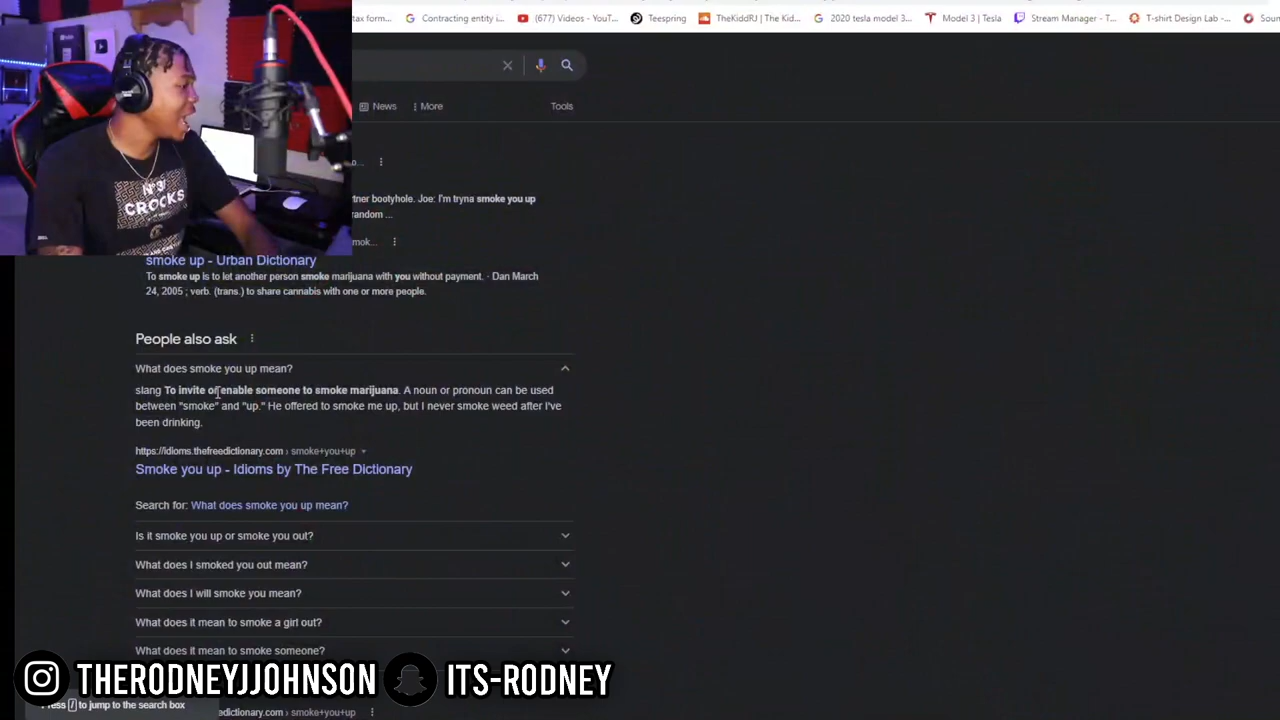 tax form...
Contracting entity i...
(677) Videos - YouT...
Teespring
TheKiddRJ | The Kid...
2020 tesla model 3...
Model 3 | Tesla
Stream Manager - T...
T-shirt Design Lab -...
Soun
News
More
Tools
CROCKS
tner bootyhole. Joe: I'm tryna smoke you up
random ...
smok...
smoke up - Urban Dictionary
To smoke up is to let another person smoke marijuana with you without payment. · Dan March
24, 2005 ; verb. (trans.) to share cannabis with one or more people.
People also ask
What does smoke you up mean?
slang To invite or enable someone to smoke marijuana. A noun or pronoun can be used
between "smoke" and "up." He offered to smoke me up, but I never smoke weed after I've
been drinking.
https://idioms.thefreedictionary.com › smoke+you+up
Smoke you up - Idioms by The Free Dictionary
Search for: What does smoke you up mean?
Is it smoke you up or smoke you out?
What does I smoked you out mean?
What does I will smoke you mean?
What does it mean to smoke a girl out?
What does it mean to smoke someone?
THERODNEYJJOHNSON
ITS-RODNEY
Press / to jump to the search box
edictionary.com › smoke+you+up